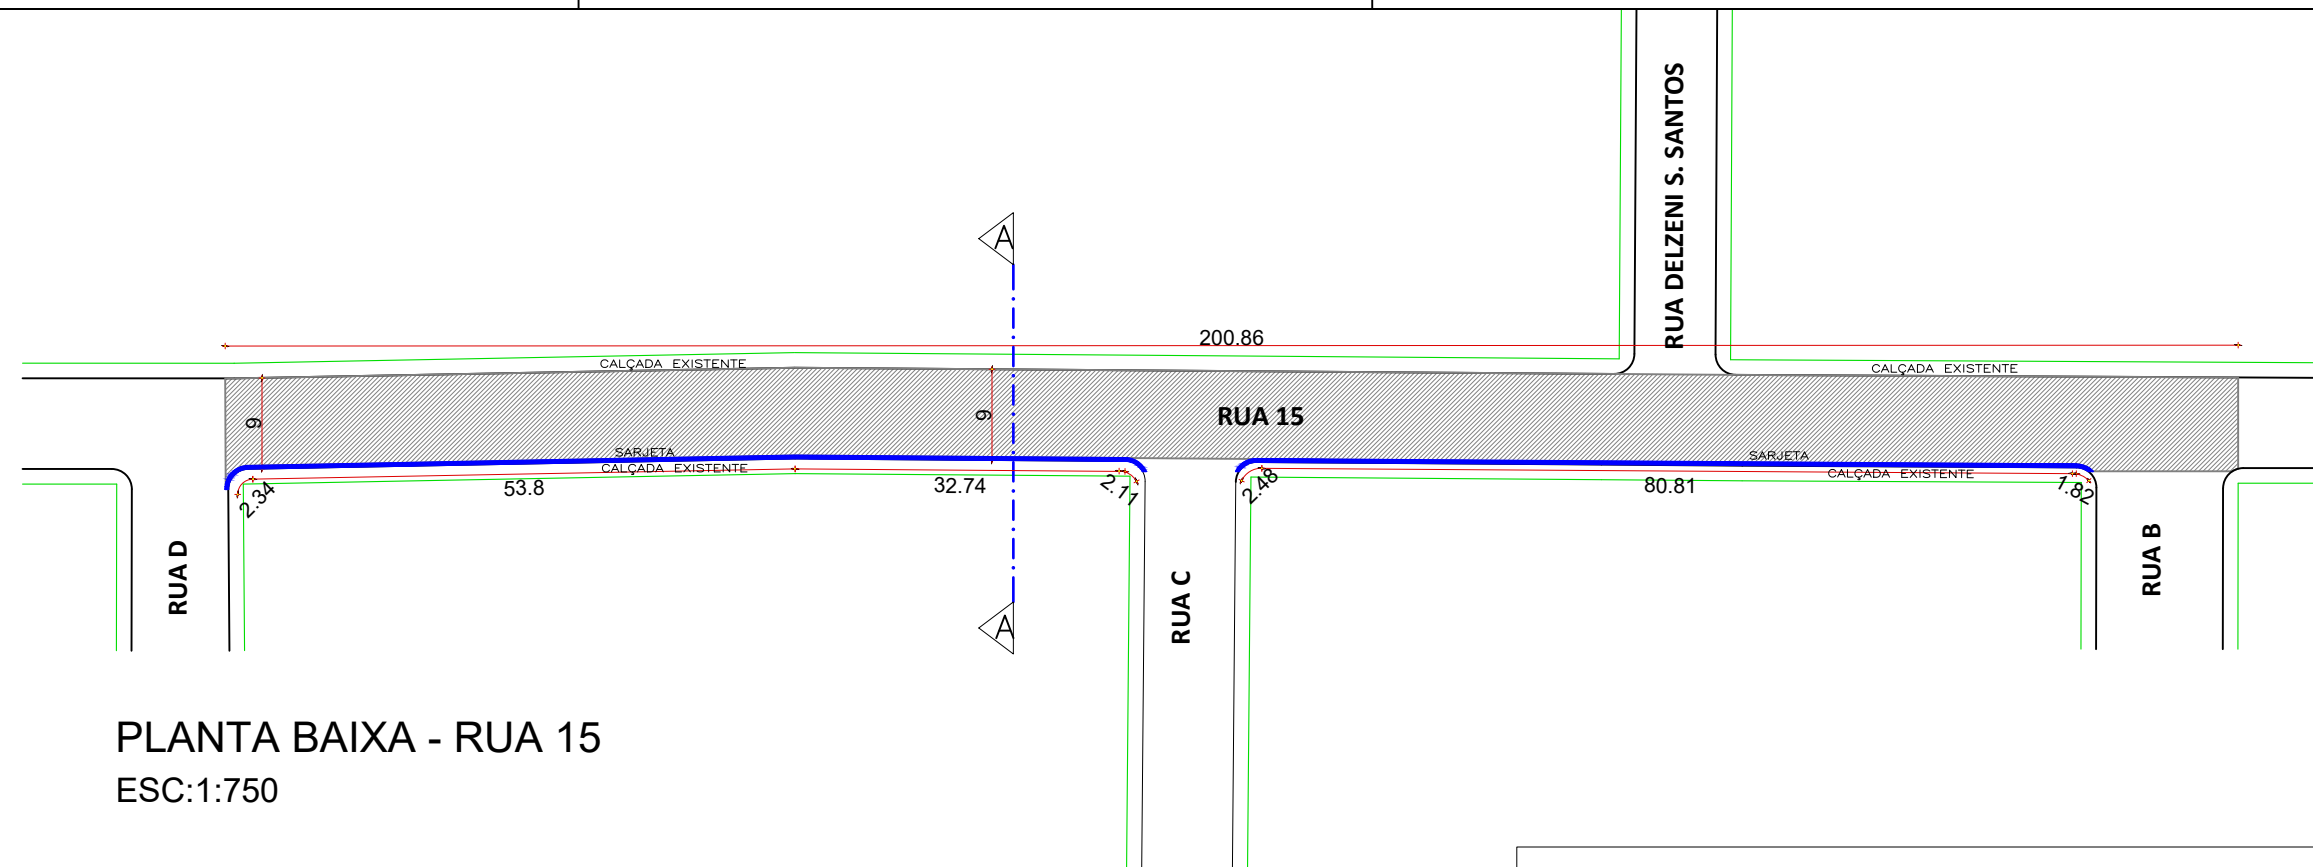 RUA DELZENI S. SANTOS
A
200.86
CALÇADA EXISTENTE
CALÇADA EXISTENTE
9
9
RUA 15
SARJETA
CALÇADA EXISTENTE
SARJETA
CALÇADA EXISTENTE
2.34
53.8
32.74
2.11
2.48
80.81
1.82
RUA D
RUA C
RUA B
A
PLANTA BAIXA - RUA 15
ESC:1:750